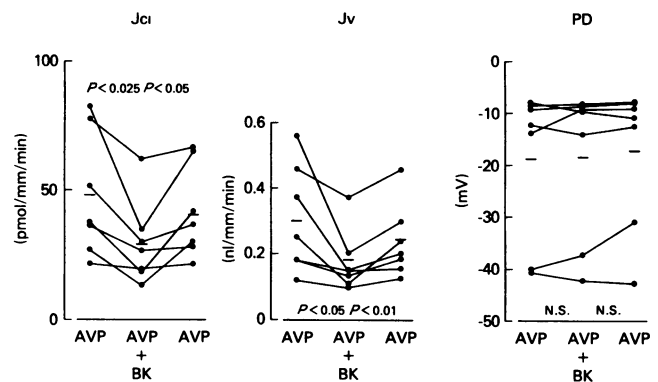 Jcı
Jv
PD
100
50
0
(pmol/mm/min)
P<0.025 P<0.05
AVP AVP AVP
+
BK
0.6
0.4
0.2
0
(nl/mm/min)
P<0.05 P<0.01
AVP AVP AVP
+
BK
0
-10
-20
-30
-40
-50
(mV)
N.S. N.S.
AVP AVP AVP
+
BK